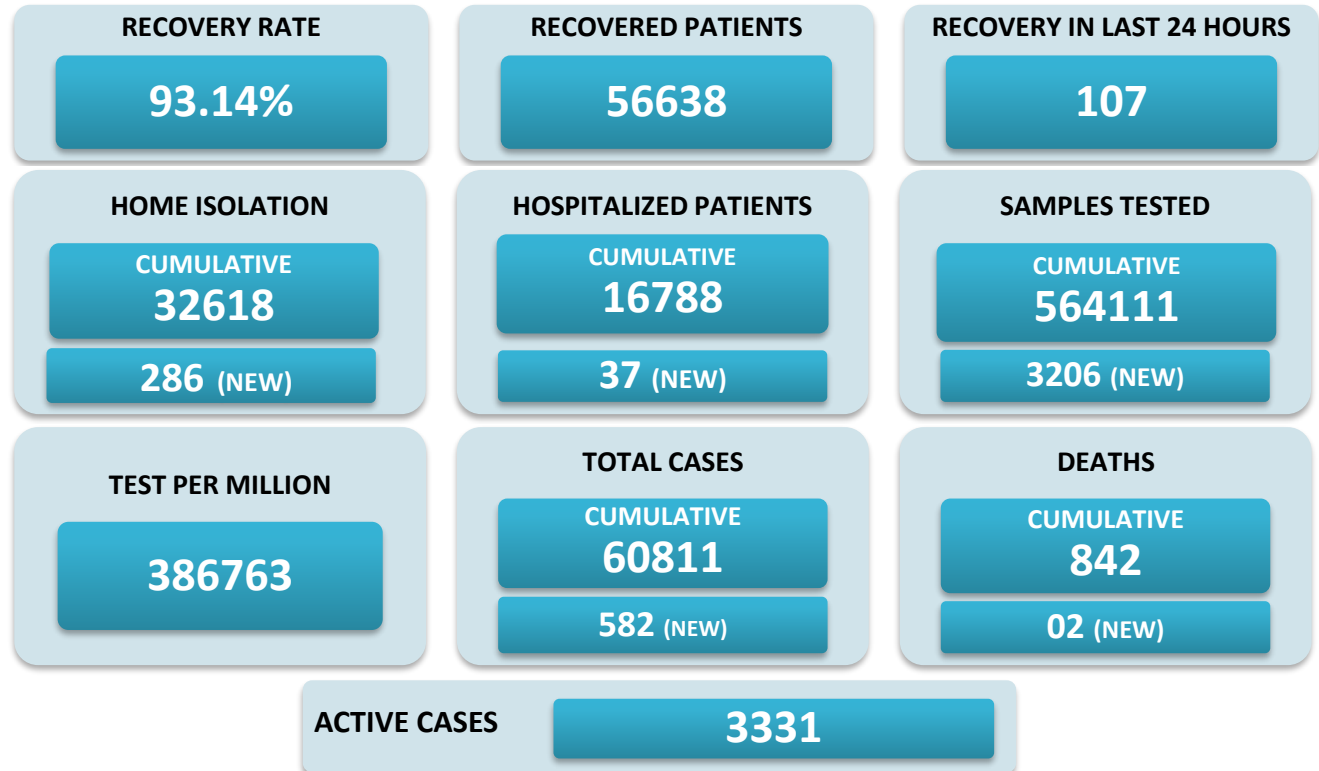 RECOVERY RATE
93.14%
RECOVERED PATIENTS
56638
RECOVERY IN LAST 24 HOURS
107
HOME ISOLATION
CUMULATIVE
32618
286 (NEW)
HOSPITALIZED PATIENTS
CUMULATIVE
16788
37 (NEW)
SAMPLES TESTED
CUMULATIVE
564111
3206 (NEW)
TEST PER MILLION
386763
TOTAL CASES
CUMULATIVE
60811
582 (NEW)
DEATHS
CUMULATIVE
842
02 (NEW)
ACTIVE CASES
3331